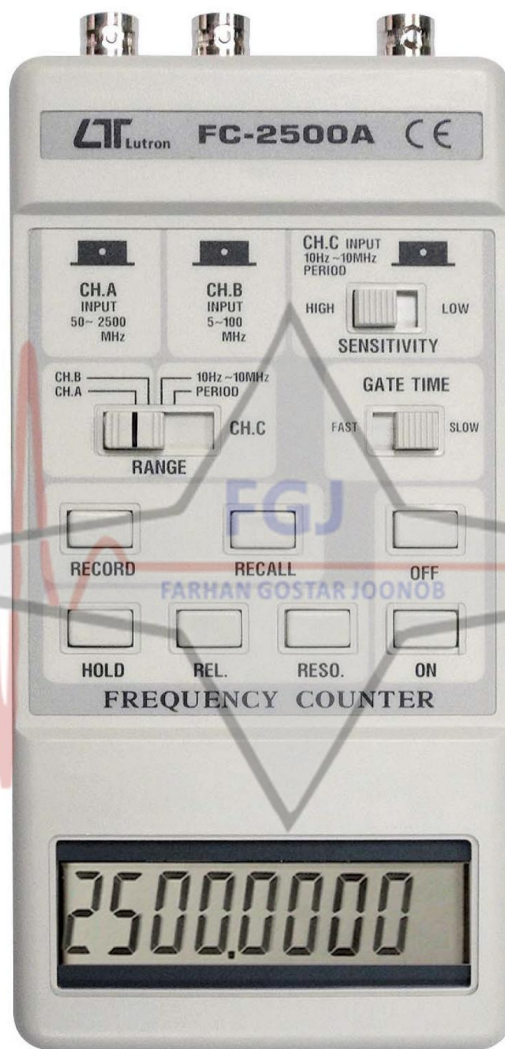 LT Lutron FC-2500A CE
CH.A
INPUT
50~2500
MHz
CH.B
INPUT
5~100
MHz
CH.C INPUT
10Hz~10MHz
PERIOD
HIGH LOW
SENSITIVITY
CH.B
CH.A
10Hz~10MHz
PERIOD
CH.C
RANGE
GATE TIME
FAST SLOW
FGJ
RECORD RECALL OFF
FARHAN GOSTAR JOONOB
HOLD REL. RESO. ON
FREQUENCY COUNTER
2500.0000